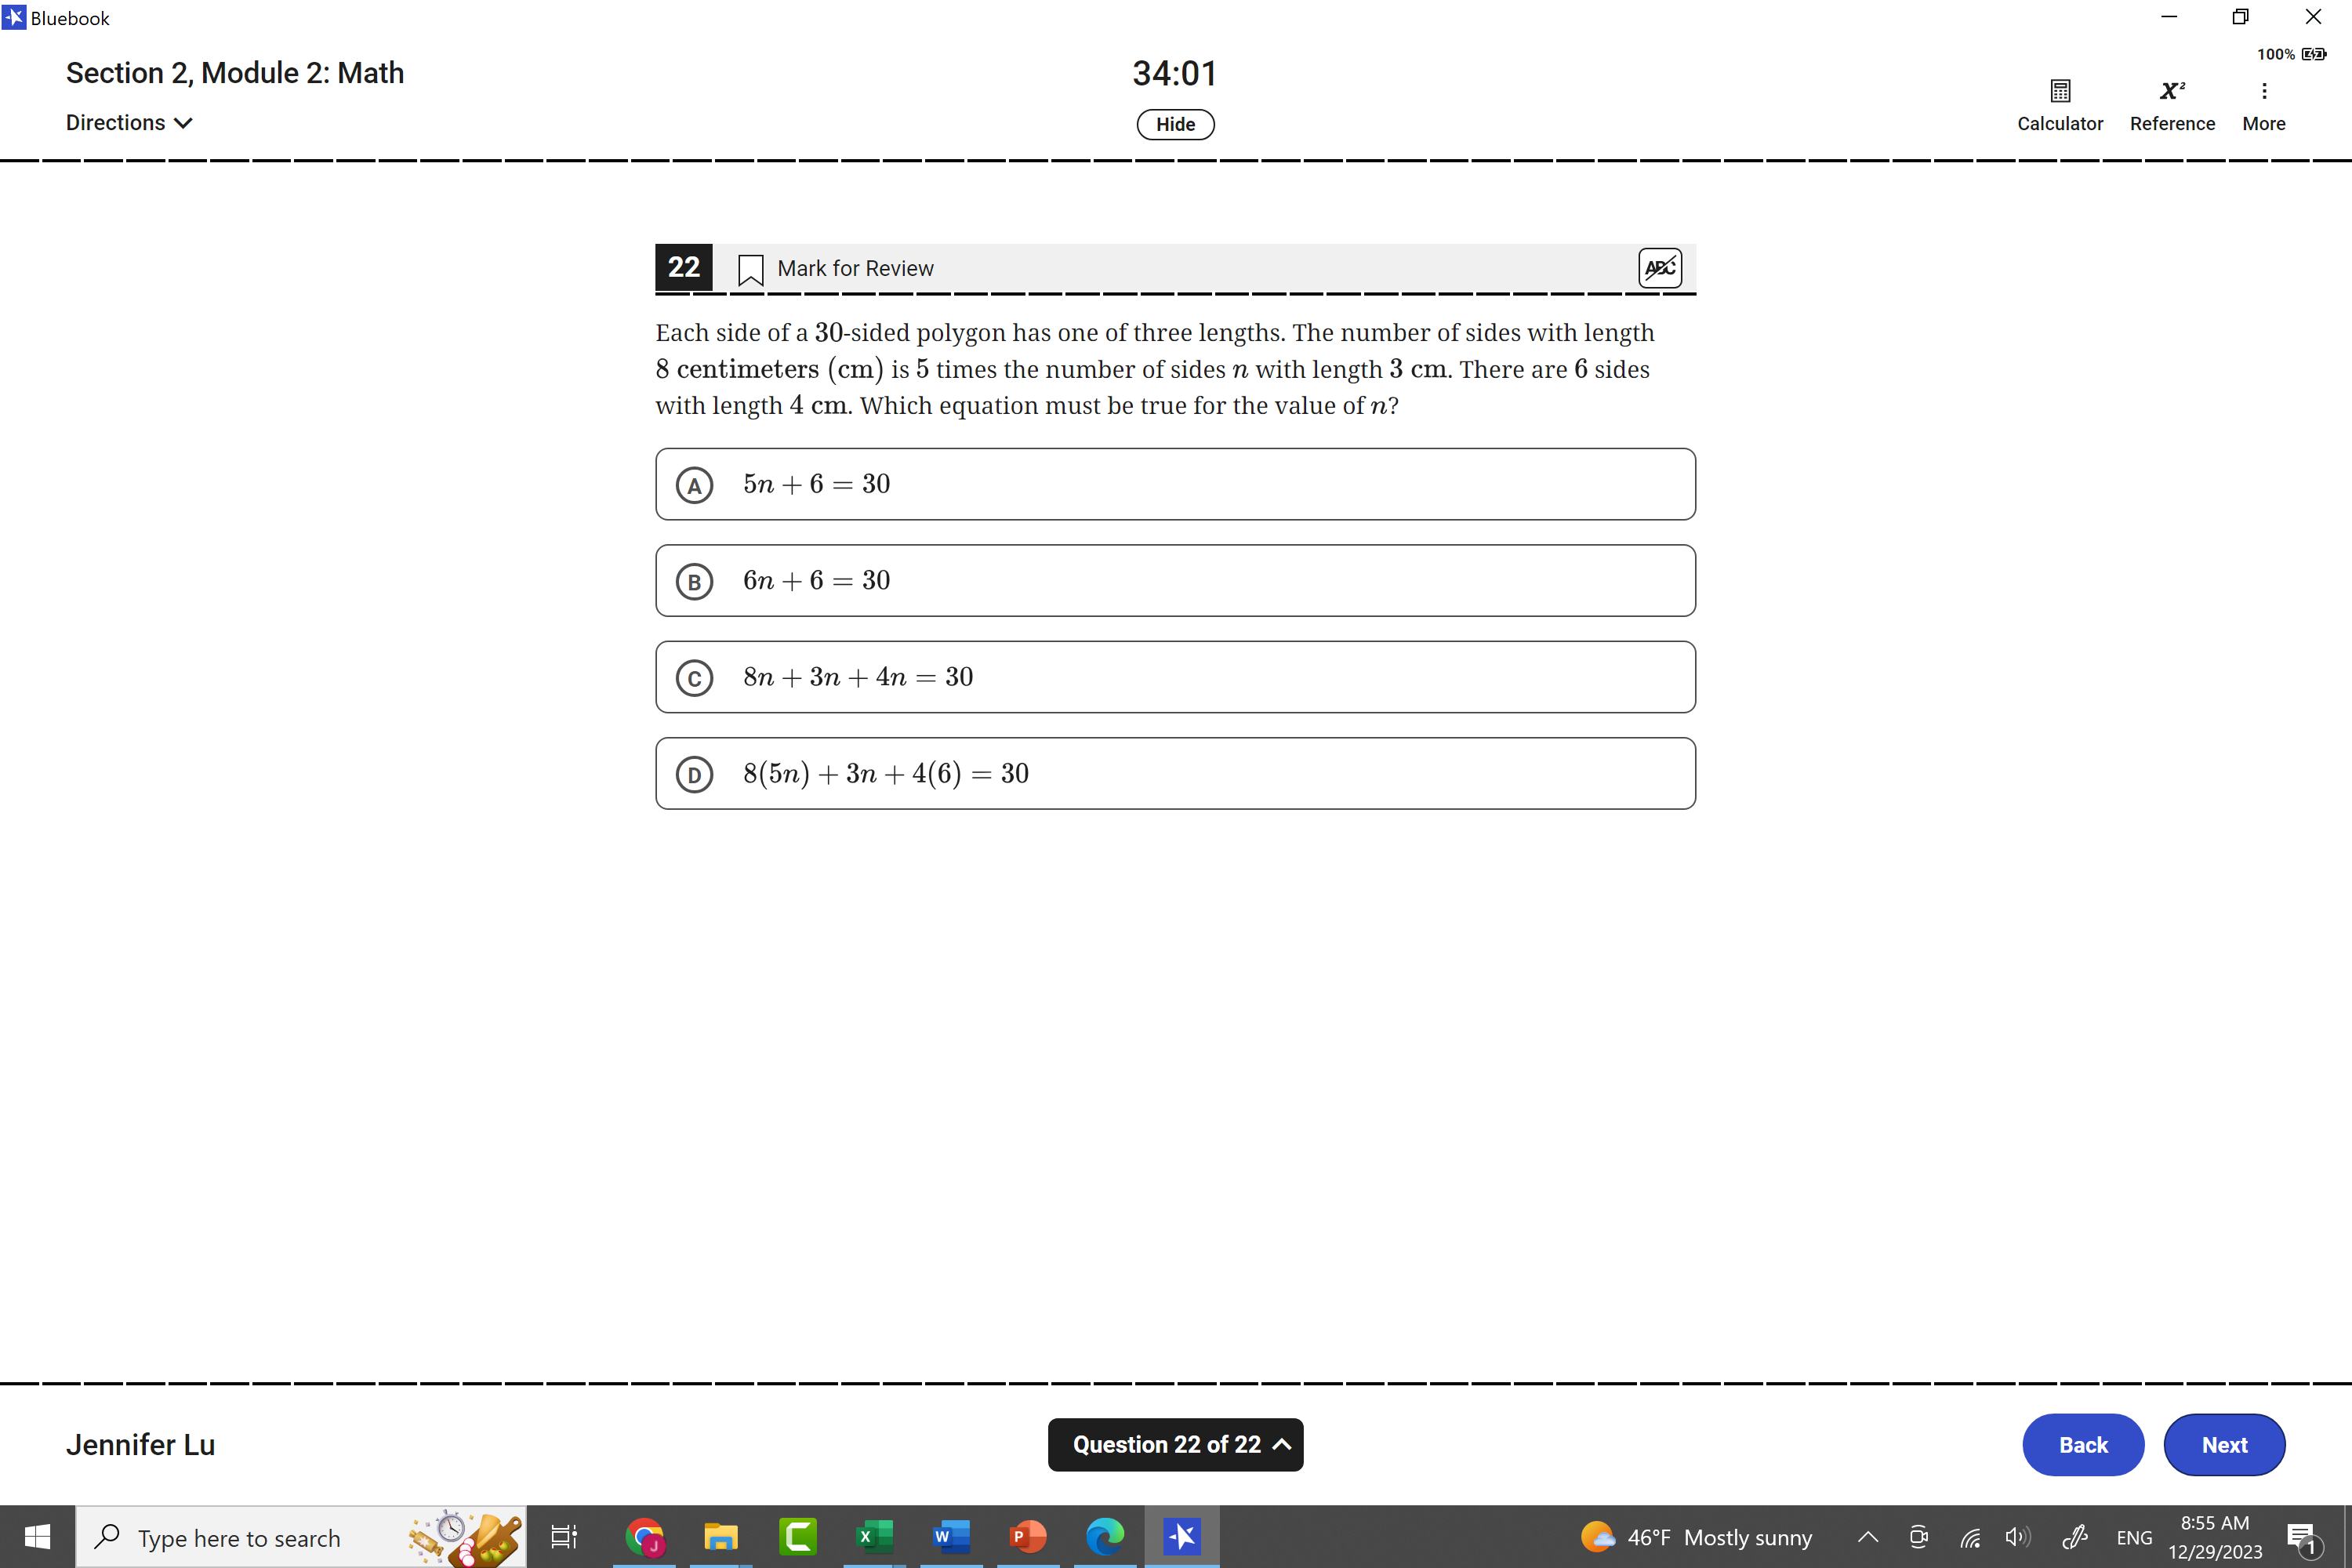 Bluebook
Section 2, Module 2: Math
34:01
100%
Directions
Hide
x²
Calculator
Reference
More
22
Mark for Review
ABC
Each side of a 30-sided polygon has one of three lengths. The number of sides with length
8 centimeters (cm) is 5 times the number of sides n with length 3 cm. There are 6 sides
with length 4 cm. Which equation must be true for the value of n?
A 5n + 6 = 30
B 6n + 6 = 30
C 8n + 3n + 4n = 30
D 8(5n) + 3n + 4(6) = 30
Jennifer Lu
Question 22 of 22
Back
Next
Type here to search
J
X
W
P
46°F Mostly sunny
ENG
8:55 AM
12/29/2023
1